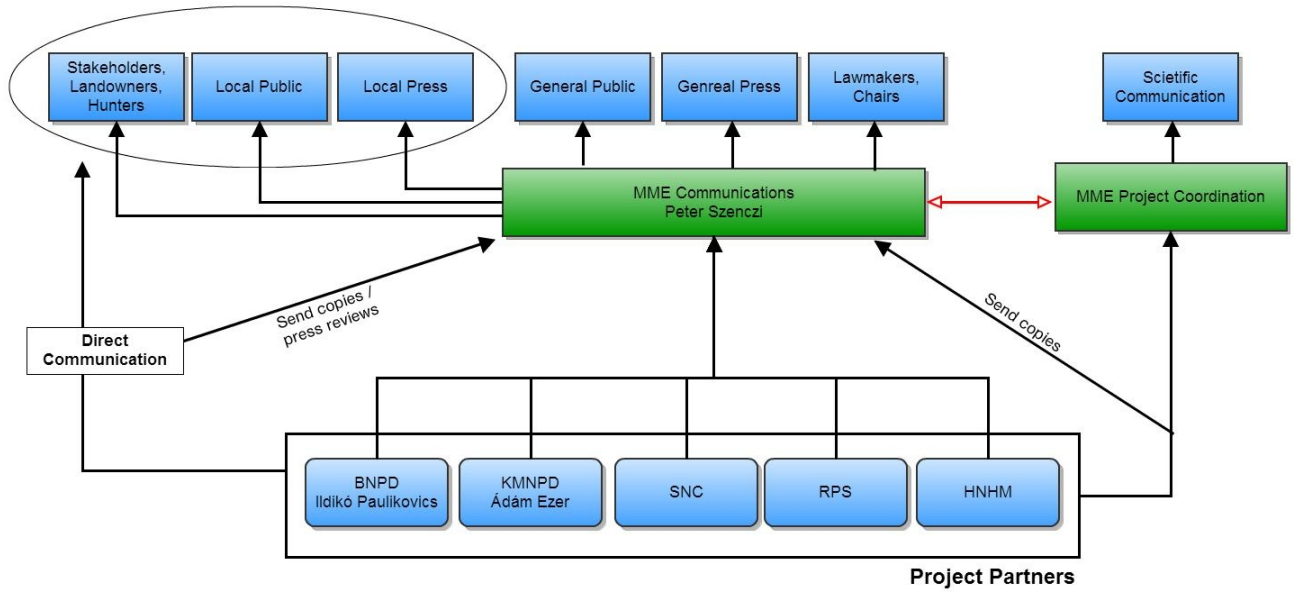 Stakeholders,
Landowners,
Hunters
Local Public
Local Press
General Public
Genreal Press
Lawmakers,
Chairs
Scietific
Communication
MME Communications
Peter Szenczi
MME Project Coordination
Send copies /
press reviews
Send copies
Direct
Communication
BNPD
Ildikó Paulikovics
KMNPD
Ádám Ezer
SNC
RPS
HNHM
Project Partners